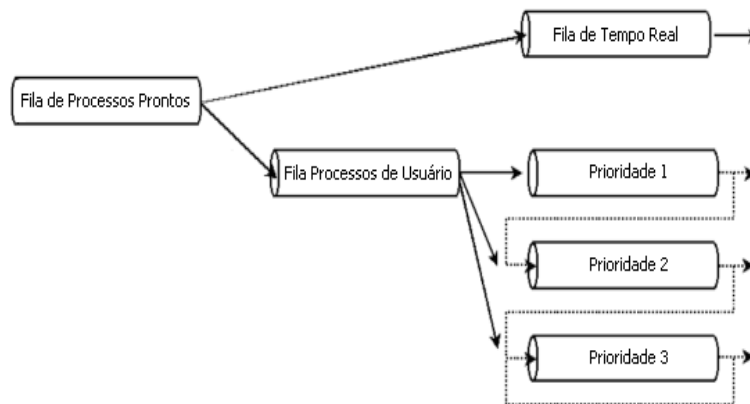 Fila de Tempo Real
Fila de Processos Prontos
Fila Processos de Usuário
Prioridade 1
Prioridade 2
Prioridade 3